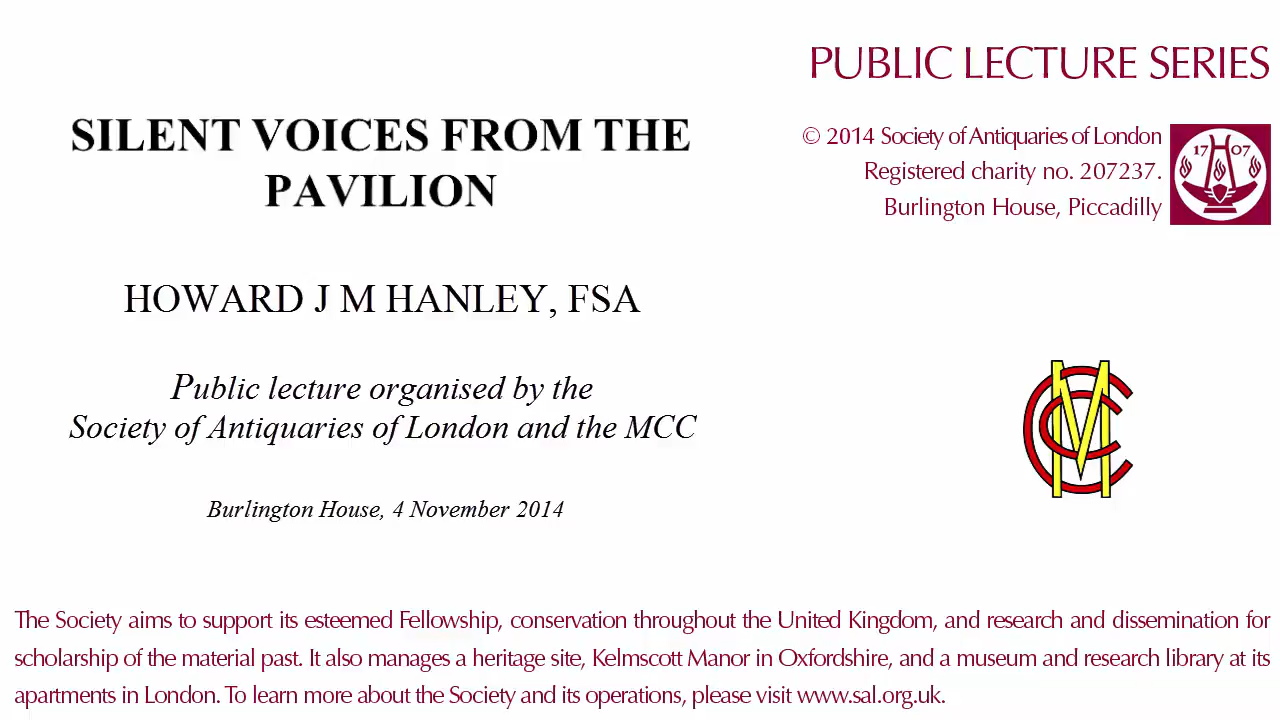 PUBLIC LECTURE SERIES
SILENT VOICES FROM THE
PAVILION
© 2014 Society of Antiquaries of London
Registered charity no. 207237.
Burlington House, Piccadilly
1707
HOWARD J M HANLEY, FSA
Public lecture organised by the
Society of Antiquaries of London and the MCC
Burlington House, 4 November 2014
MCC
The Society aims to support its esteemed Fellowship, conservation throughout the United Kingdom, and research and dissemination for
scholarship of the material past. It also manages a heritage site, Kelmscott Manor in Oxfordshire, and a museum and research library at its
apartments in London. To learn more about the Society and its operations, please visit www.sal.org.uk.